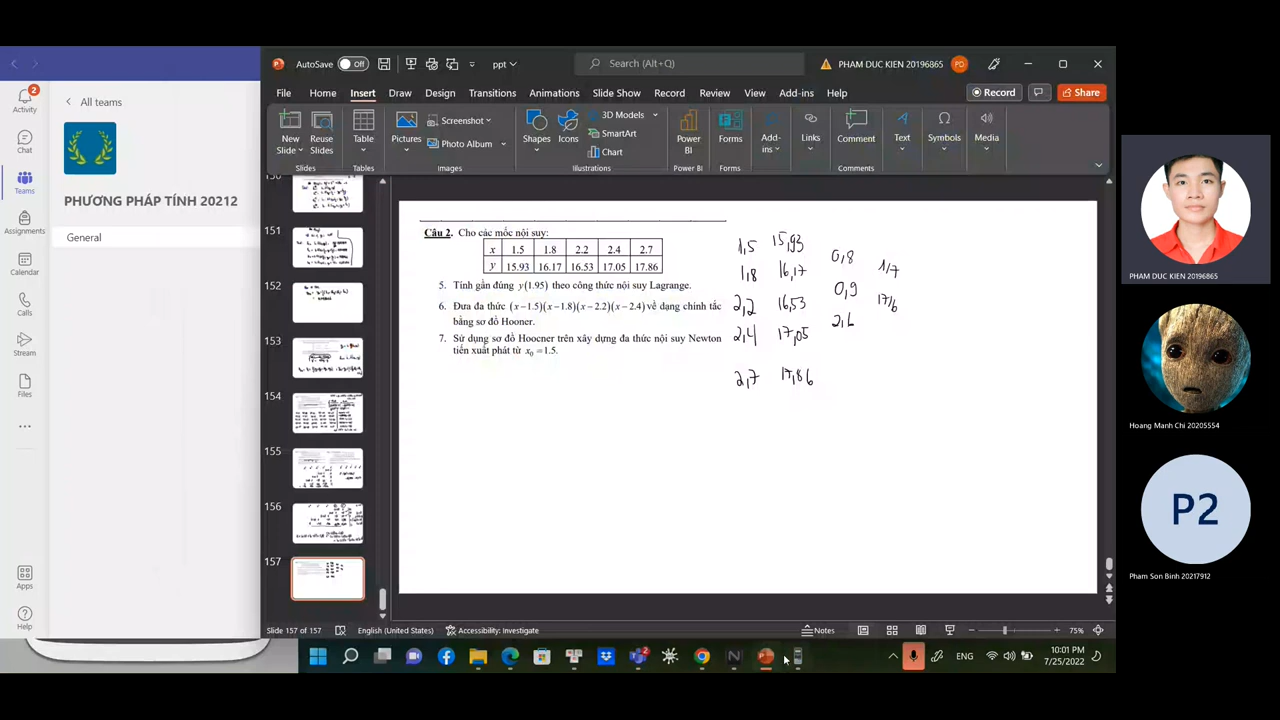 AutoSave Off ppt Search (Alt+Q) PHAM DUC KIEN 20196865 PD
File Home Insert Draw Design Transitions Animations Slide Show Record Review View Add-ins Help Record Share
New Slide Reuse Slides Table Pictures Screenshot Photo Album Shapes Icons 3D Models SmartArt Chart Power BI Forms Add-ins Links Comment Text Symbols Media
Slides Tables Images Illustrations Power BI Forms Comments
2
Activity
Chat
Teams
Assignments
Calendar
Calls
Stream
Files
Apps
Help
All teams
PHƯƠNG PHÁP TÍNH 20212
General
150
151
152
153
154
155
156
157
Câu 2. Cho các mốc nội suy:
x 1.5 1.8 2.2 2.4 2.7
y 15.93 16.17 16.53 17.05 17.86
5. Tính gần đúng y(1.95) theo công thức nội suy Lagrange.
6. Đưa đa thức (x−1.5)(x−1.8)(x−2.2)(x−2.4) về dạng chính tắc
bằng sơ đồ Hooner.
7. Sử dụng sơ đồ Hoocner trên xây dựng đa thức nội suy Newton
tiến xuất phát từ x₀ = 1.5.
1,5 15,93
0,8
1,8 16,17 1/7
0,9
2,2 16,53 17/6
2,6
2,4 17,05
2,7 17,86
Slide 157 of 157 English (United States) Accessibility: Investigate Notes 75%
2 ENG 10:01 PM
7/25/2022
PHAM DUC KIEN 20196865
Hoang Manh Chi 20205554
P2
Pham Son Binh 20217912